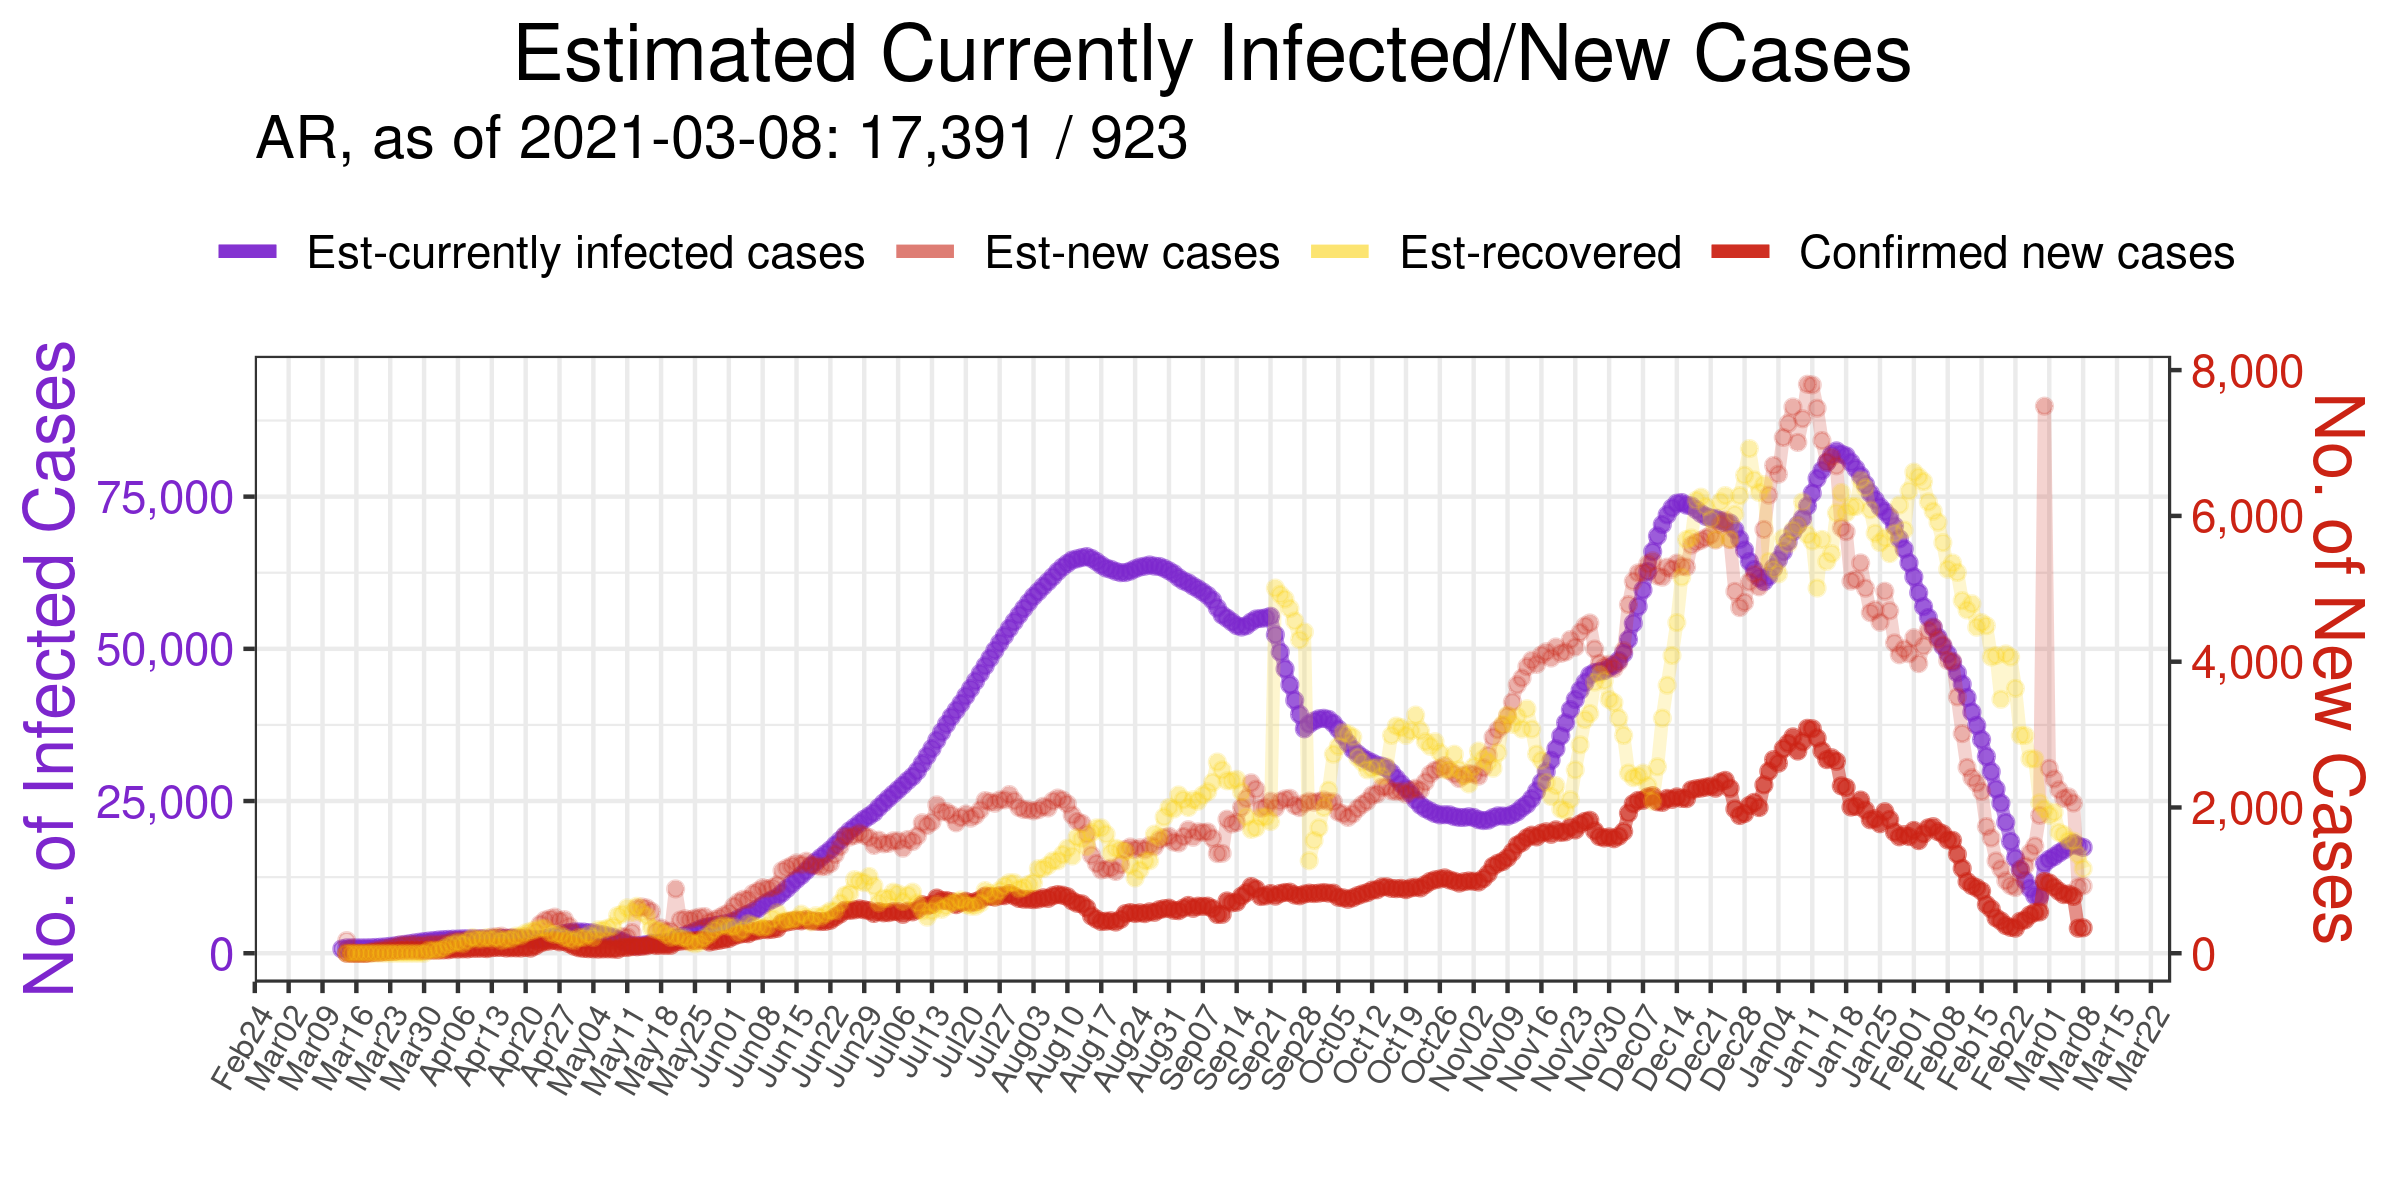 Estimated Currently Infected/New Cases
AR, as of 2021-03-08: 17,391 / 923
Est-currently infected cases Est-new cases Est-recovered Confirmed new cases
No. of Infected Cases
75,000
50,000
25,000
0
8,000
6,000
4,000
2,000
0
No. of New Cases
Feb24 Mar02 Mar09 Mar16 Mar23 Mar30 Apr06 Apr13 Apr20 Apr27 May04 May11 May18 May25 Jun01 Jun08 Jun15 Jun22 Jun29 Jul06 Jul13 Jul20 Jul27 Aug03 Aug10 Aug17 Aug24 Aug31 Sep07 Sep14 Sep21 Sep28 Oct05 Oct12 Oct19 Oct26 Nov02 Nov09 Nov16 Nov23 Nov30 Dec07 Dec14 Dec21 Dec28 Jan04 Jan11 Jan18 Jan25 Feb01 Feb08 Feb15 Feb22 Mar01 Mar08 Mar15 Mar22